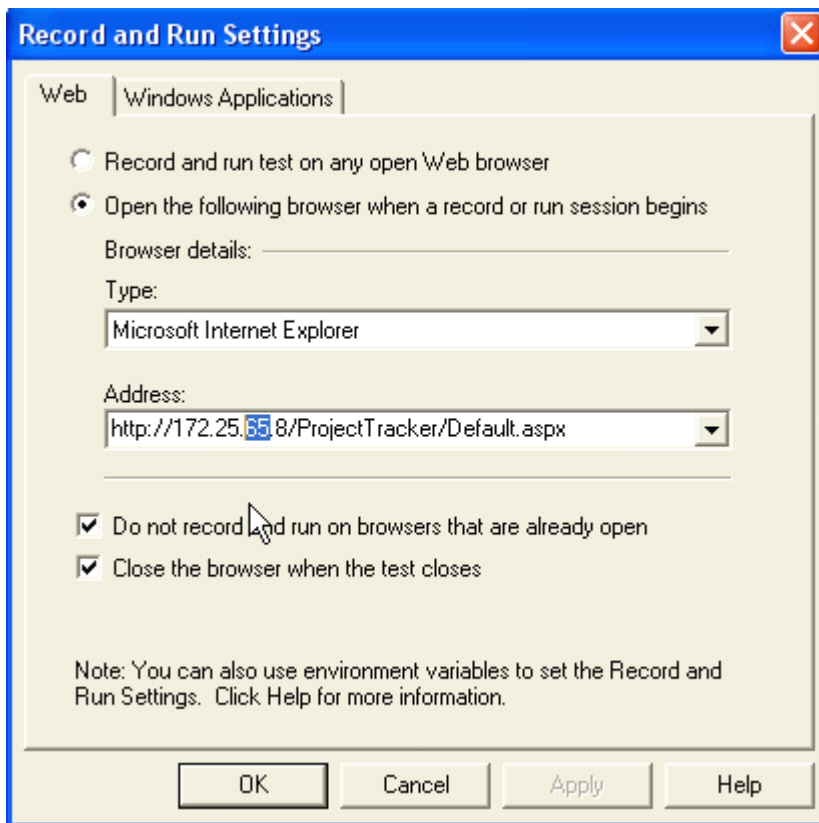 Record and Run Settings
Web Windows Applications
Record and run test on any open Web browser
Open the following browser when a record or run session begins
Browser details:
Type:
Microsoft Internet Explorer
Address:
http://172.25.65.8/ProjectTracker/Default.aspx
Do not record and run on browsers that are already open
Close the browser when the test closes
Note: You can also use environment variables to set the Record and
Run Settings. Click Help for more information.
OK Cancel Apply Help